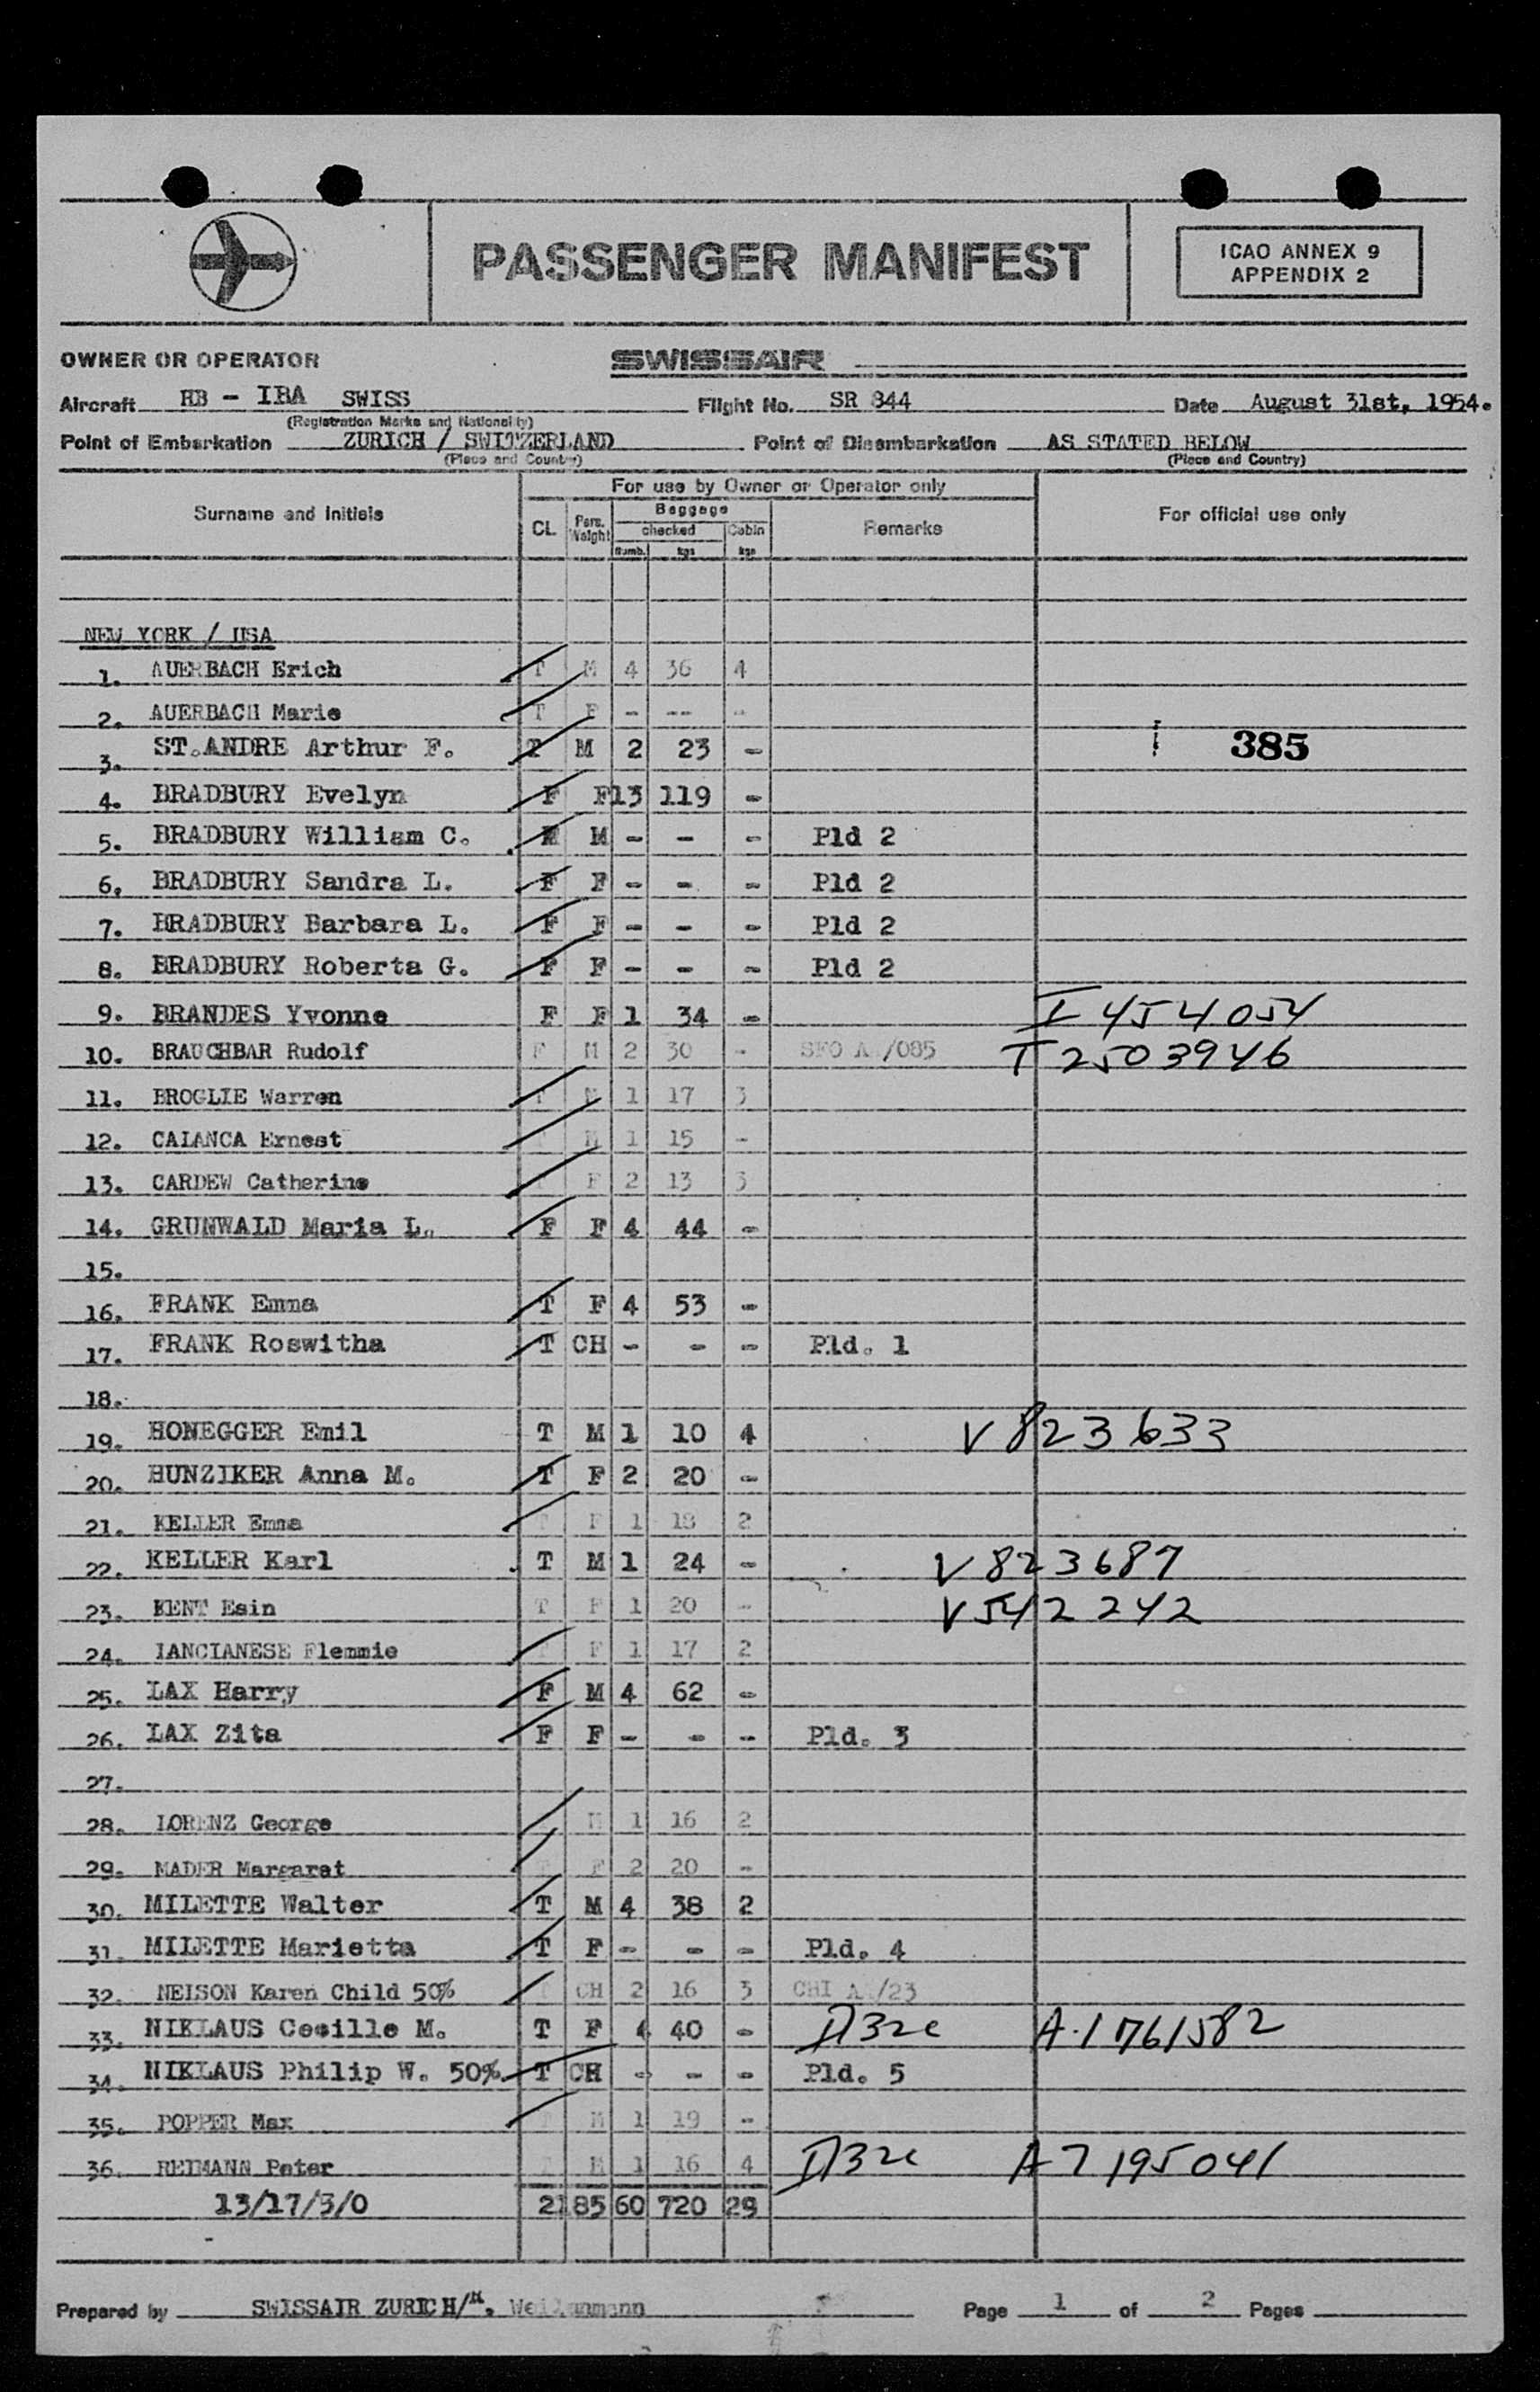 PASSENGER MANIFEST
ICAO ANNEX 9
APPENDIX 2
OWNER OR OPERATOR SWISSAIR
Aircraft HB - IBA SWISS Flight No. SR 844 Date August 31st, 1954.
(Registration Marks and Nationality)
Point of Embarkation ZURICH / SWITZERLAND Point of Disembarkation AS STATED BELOW
(Place and Country) (Place and Country)
For use by Owner or Operator only
Surname and initials CL Pers. Weight Baggage checked Numb. kgs Cabin kgs Remarks For official use only
NEW YORK / USA
1. AUERBACH Erich T M 4 36 4
2. AUERBACH Marie T F - -- -
3. ST.ANDRE Arthur F. T M 2 23 - 385
4. BRADBURY Evelyn F F 13 119 -
5. BRADBURY William C. M - - - Pld 2
6. BRADBURY Sandra L. F F - - - Pld 2
7. BRADBURY Barbara L. F F - - - Pld 2
8. BRADBURY Roberta G. F F - - - Pld 2
9. BRANDES Yvonne F F 1 34 - I 454054
10. BRAUCHBAR Rudolf F M 2 30 - SFO /085 I 2503946
11. BROGLIE Warren T M 1 17 3
12. CALANCA Ernest M 1 15 -
13. CARDEW Catherine F 2 13 3
14. GRUNWALD Maria L. F F 4 44 -
15.
16. FRANK Emma T F 4 53 -
17. FRANK Roswitha T CH - - - Pld. 1
18.
19. HONEGGER Emil T M 1 10 4 V 823633
20. HUNZIKER Anna M. T F 2 20 -
21. KELLER Emma T F 1 18 2
22. KELLER Karl T M 1 24 - V 823687
23. KENT Esin T F 1 20 - V 542242
24. LANCIANESE Flemmie F 1 17 2
25. LAX Harry F M 4 62 -
26. LAX Zita F F - - - Pld. 3
27.
28. LORENZ George M 1 16 2
29. MADER Margaret F 2 20 -
30. MILETTE Walter T M 4 38 2
31. MILETTE Marietta T F - - - Pld. 4
32. NEISON Karen Child 50% CH 2 16 3 CHI /23
33. NIKLAUS Cecille M. T F 4 40 - A-1761582
34. NIKLAUS Philip W. 50% T CH - - - Pld. 5
35. POPPER Max M 1 19 -
36. REIMANN Peter M 1 16 4 A7195041
13/17/3/0 2185 60 720 29
Prepared by SWISSAIR ZURICH/ Page 1 of 2 Pages